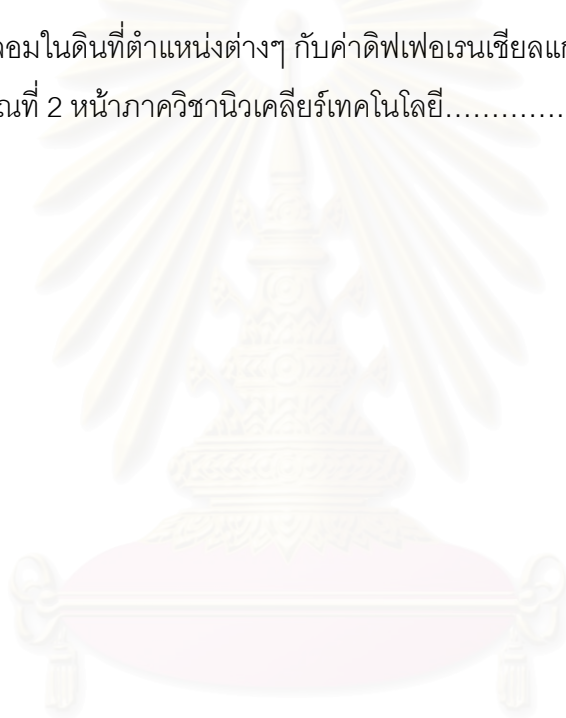 ลอมในดินที่ตำแหน่งต่างๆ กับค่าดิฟเฟอเรนเชียลแก
ณที่ 2 หน้าภาควิชานิวเคลียร์เทคโนโลยี..............